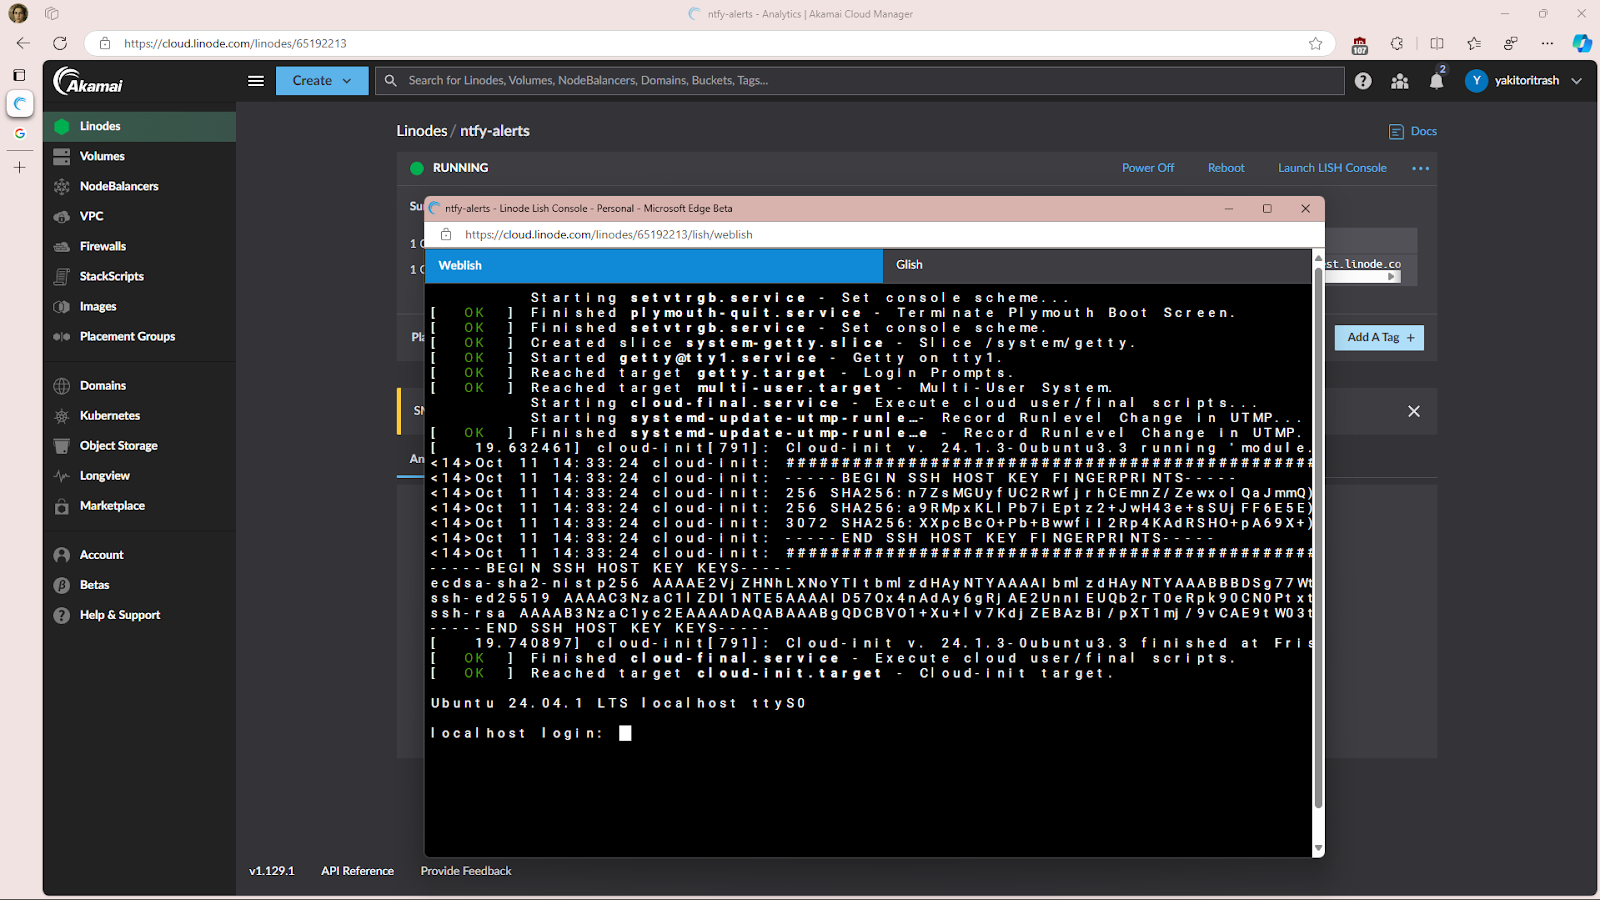 ntfy-alerts - Analytics | Akamai Cloud Manager
https://cloud.linode.com/linodes/65192213
107
Akamai
Create
Search for Linodes, Volumes, NodeBalancers, Domains, Buckets, Tags...
2
Y
yakitoritrash
Linodes
Volumes
NodeBalancers
VPC
Firewalls
StackScripts
Images
Placement Groups
Domains
Kubernetes
Object Storage
Longview
Marketplace
Account
Betas
Help & Support
Linodes / ntfy-alerts
Docs
RUNNING
Power Off
Reboot
Launch LISH Console
Su
1 C
1 C
st.linode.co
Pl
Add A Tag +
SM
An
ntfy-alerts - Linode Lish Console - Personal - Microsoft Edge Beta
https://cloud.linode.com/linodes/65192213/lish/weblish
Weblish
Glish
Starting setvtrgb.service - Set console scheme...
[ OK ] Finished plymouth-quit.service - Terminate Plymouth Boot Screen.
[ OK ] Finished setvtrgb.service - Set console scheme.
[ OK ] Created slice system-getty.slice - Slice /system/getty.
[ OK ] Started getty@tty1.service - Getty on tty1.
[ OK ] Reached target getty.target - Login Prompts.
[ OK ] Reached target multi-user.target - Multi-User System.
Starting cloud-final.service - Execute cloud user/final scripts...
Starting systemd-update-utmp-runle…- Record Runlevel Change in UTMP...
[ OK ] Finished systemd-update-utmp-runle…e - Record Runlevel Change in UTMP.
[ 19.632461] cloud-init[791]: Cloud-init v. 24.1.3-0ubuntu3.3 running 'module.
<14>Oct 11 14:33:24 cloud-init: ################################################
<14>Oct 11 14:33:24 cloud-init: -----BEGIN SSH HOST KEY FINGERPRINTS-----
<14>Oct 11 14:33:24 cloud-init: 256 SHA256:n7ZsMGUyfUC2RwfjrhCEmnZ/ZewxolQaJmmQ)
<14>Oct 11 14:33:24 cloud-init: 256 SHA256:a9RMpxKLlPb7iEptz2+JwH43e+sSUjFF6E5E)
<14>Oct 11 14:33:24 cloud-init: 3072 SHA256:XXpcBcO+Pb+BwwfiI2Rp4KAdRSHO+pA69X+)
<14>Oct 11 14:33:24 cloud-init: -----END SSH HOST KEY FINGERPRINTS-----
<14>Oct 11 14:33:24 cloud-init: ################################################
-----BEGIN SSH HOST KEY KEYS-----
ecdsa-sha2-nistp256 AAAAE2VjZHNhLXNoYTItbmlzdHAyNTYAAAAIbmlzdHAyNTYAAABBBDSg77Wt
ssh-ed25519 AAAAC3NzaC1lZDI1NTE5AAAAID57Ox4nAdAy6gRjAE2UnnlEUQb2rT0eRpk90CN0Ptxt
ssh-rsa AAAAB3NzaC1yc2EAAAADAQABAAABgQDCBVO1+Xu+lv7KdjZEBAzBi/pXT1mj/9vCAE9tW03t
-----END SSH HOST KEY KEYS-----
[ 19.740897] cloud-init[791]: Cloud-init v. 24.1.3-0ubuntu3.3 finished at Fris
[ OK ] Finished cloud-final.service - Execute cloud user/final scripts.
[ OK ] Reached target cloud-init.target - Cloud-init target.
Ubuntu 24.04.1 LTS localhost ttyS0
localhost login:
v1.129.1
API Reference
Provide Feedback